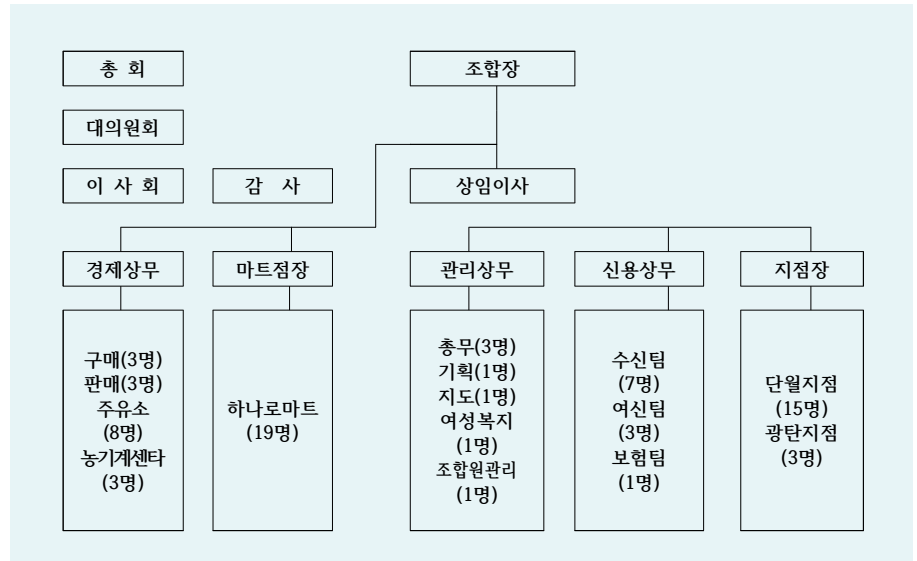 총 회
조합장
대의원회
이 사 회
감 사
상임이사
경제상무
마트점장
관리상무
신용상무
지점장
구매(3명)
판매(3명)
주유소
(8명)
농기계센타
(3명)
하나로마트
(19명)
총무(3명)
기획(1명)
지도(1명)
여성복지
(1명)
조합원관리
(1명)
수신팀
(7명)
여신팀
(3명)
보험팀
(1명)
단월지점
(15명)
광탄지점
(3명)